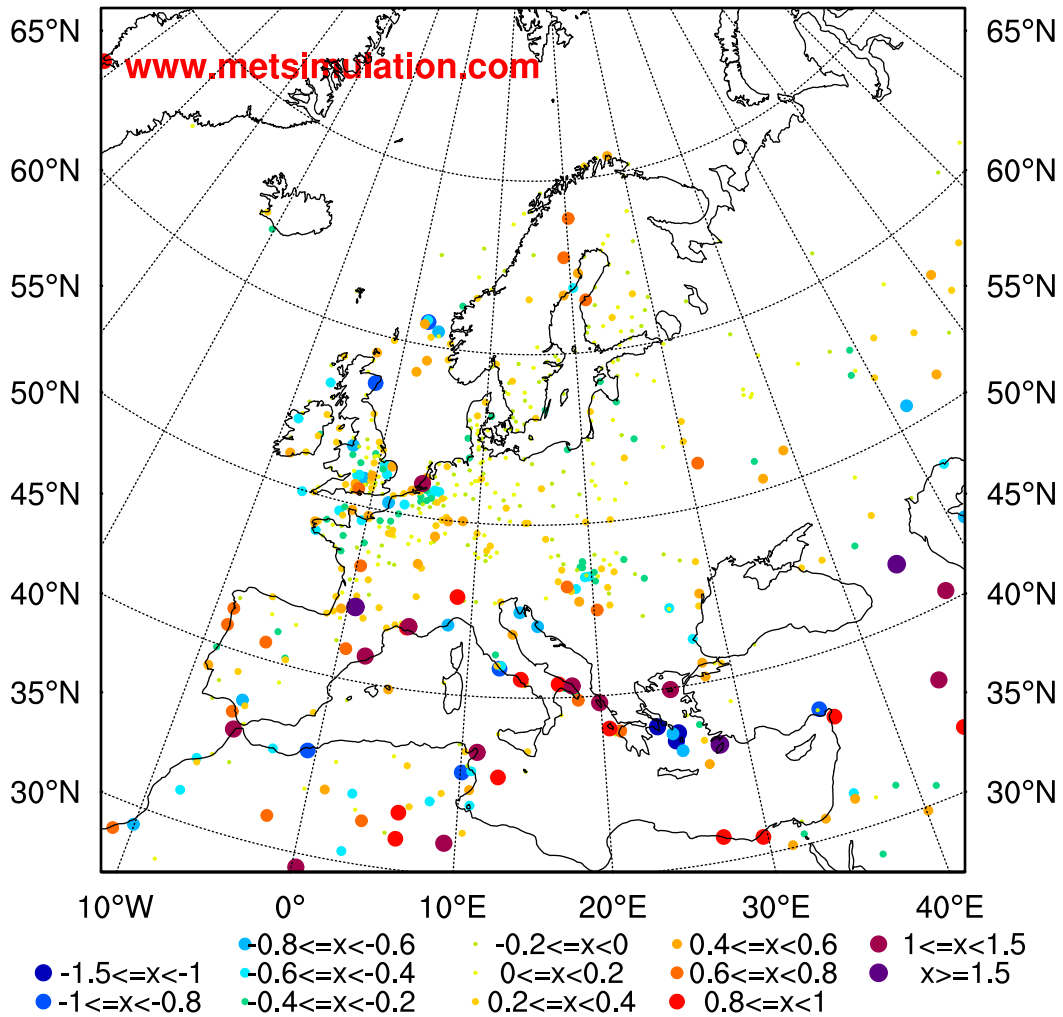 65°N 65°N
www.metsimulation.com
60°N 60°N
55°N 55°N
50°N 50°N
45°N 45°N
40°N 40°N
35°N 35°N
30°N 30°N
10°W 0° 10°E 20°E 30°E 40°E
-0.8<=x<-0.6 -0.2<=x<0 0.4<=x<0.6 1<=x<1.5
-1.5<=x<-1 -0.6<=x<-0.4 0<=x<0.2 0.6<=x<0.8 x>=1.5
-1<=x<-0.8 -0.4<=x<-0.2 0.2<=x<0.4 0.8<=x<1